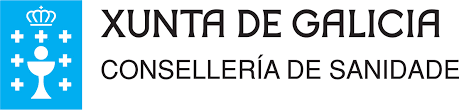 XUNTA DE GALICIA
CONSELLERÍA DE SANIDADE